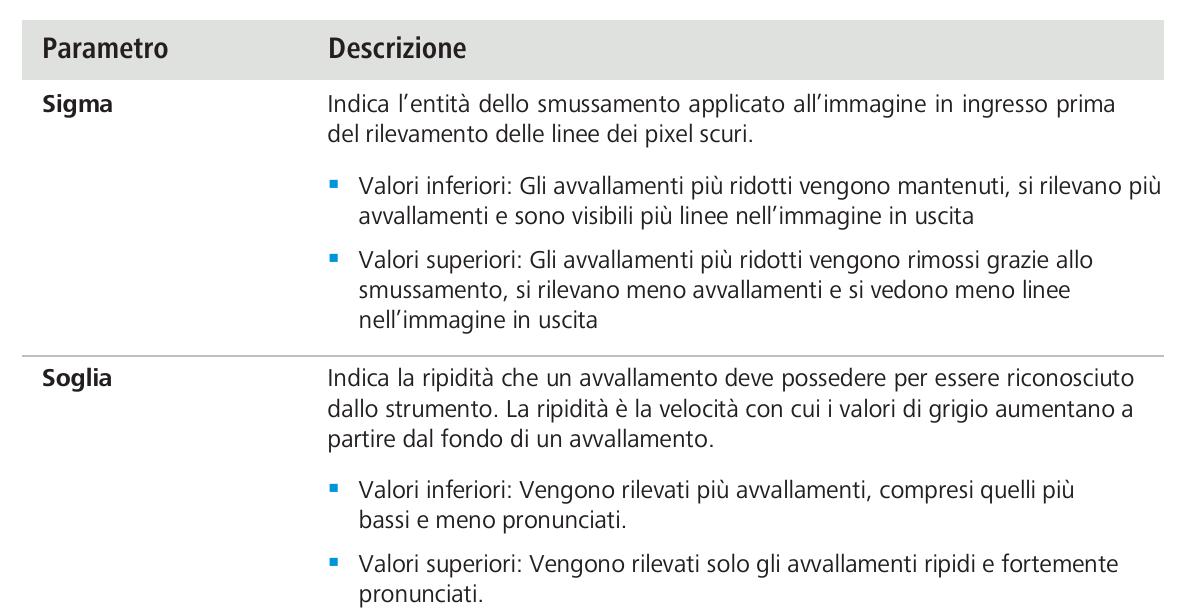 Parametro Descrizione
Sigma Indica l’entità dello smussamento applicato all’immagine in ingresso prima
del rilevamento delle linee dei pixel scuri.
▪ Valori inferiori: Gli avvallamenti più ridotti vengono mantenuti, si rilevano più
avvallamenti e sono visibili più linee nell’immagine in uscita
▪ Valori superiori: Gli avvallamenti più ridotti vengono rimossi grazie allo
smussamento, si rilevano meno avvallamenti e si vedono meno linee
nell’immagine in uscita
Soglia Indica la ripidità che un avvallamento deve possedere per essere riconosciuto
dallo strumento. La ripidità è la velocità con cui i valori di grigio aumentano a
partire dal fondo di un avvallamento.
▪ Valori inferiori: Vengono rilevati più avvallamenti, compresi quelli più
bassi e meno pronunciati.
▪ Valori superiori: Vengono rilevati solo gli avvallamenti ripidi e fortemente
pronunciati.